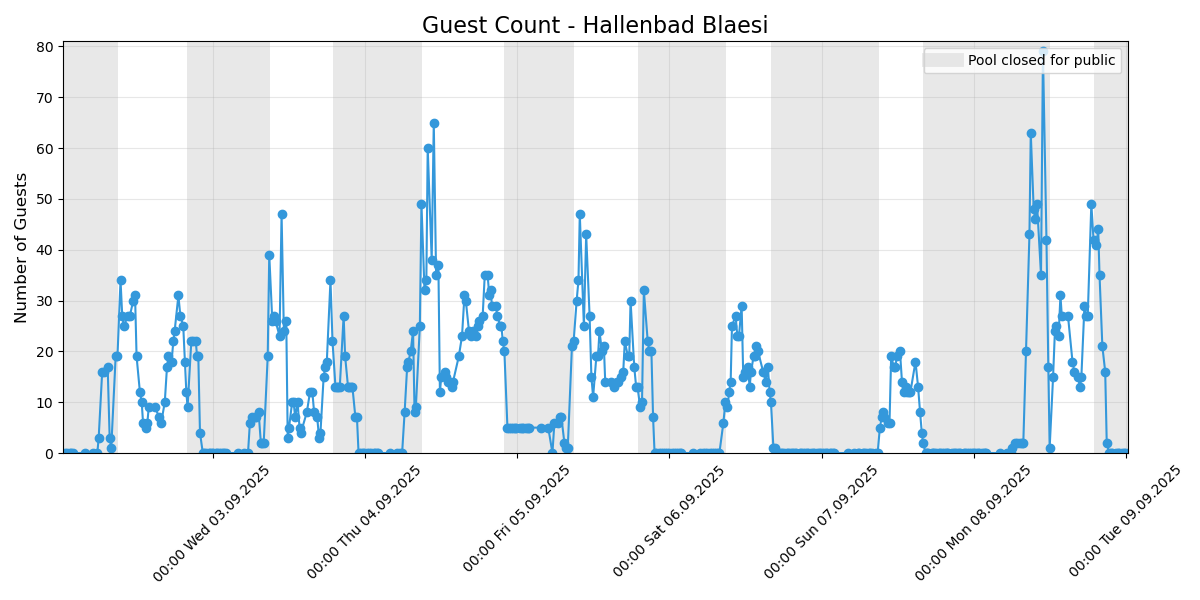 Guest Count - Hallenbad Blaesi
Pool closed for public
Number of Guests
80
70
60
50
40
30
20
10
0
00:00 Wed 03.09.2025
00:00 Thu 04.09.2025
00:00 Fri 05.09.2025
00:00 Sat 06.09.2025
00:00 Sun 07.09.2025
00:00 Mon 08.09.2025
00:00 Tue 09.09.2025